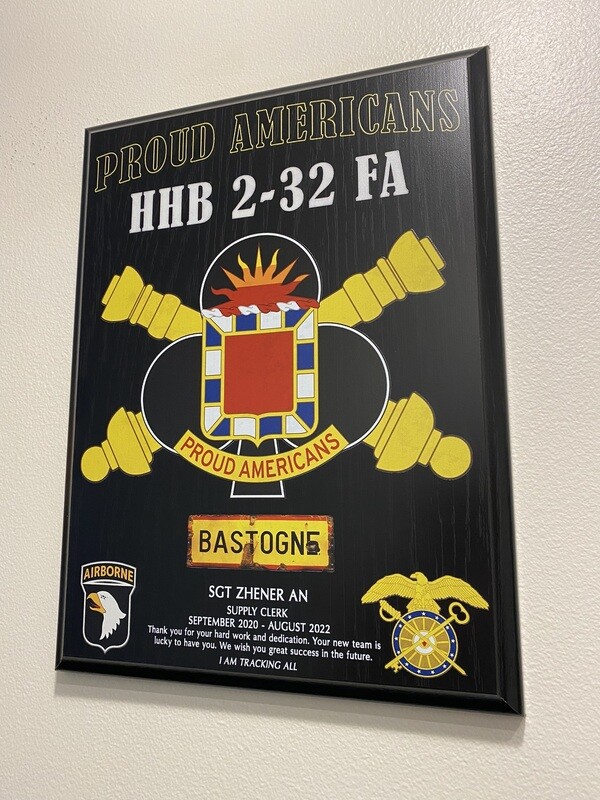 PROUD AMERICANS
HHB 2-32 FA
PROUD AMERICANS
BASTOGNE
AIRBORNE
SGT ZHENER AN
SUPPLY CLERK
SEPTEMBER 2020 - AUGUST 2022
Thank you for your hard work and dedication. Your new team is
lucky to have you. We wish you great success in the future.
I AM TRACKING ALL